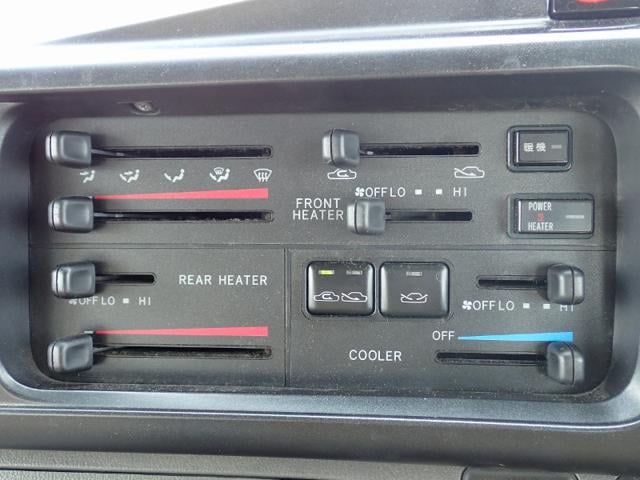 暖機
OFF LO HI
FRONT
HEATER
POWER
HEATER
REAR HEATER
OFF LO HI
OFF LO HI
OFF
COOLER